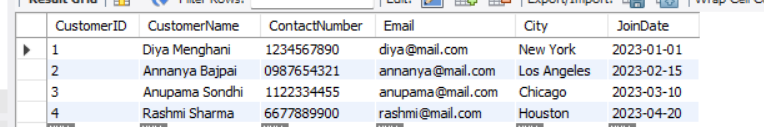 Result Grid Filter Rows: Edit: Export/Import: Wrap Cell Co
CustomerID CustomerName ContactNumber Email City JoinDate
1 Diya Menghani 1234567890 diya@mail.com New York 2023-01-01
2 Annanya Bajpai 0987654321 annanya@mail.com Los Angeles 2023-02-15
3 Anupama Sondhi 1122334455 anupama@mail.com Chicago 2023-03-10
4 Rashmi Sharma 6677889900 rashmi@mail.com Houston 2023-04-20